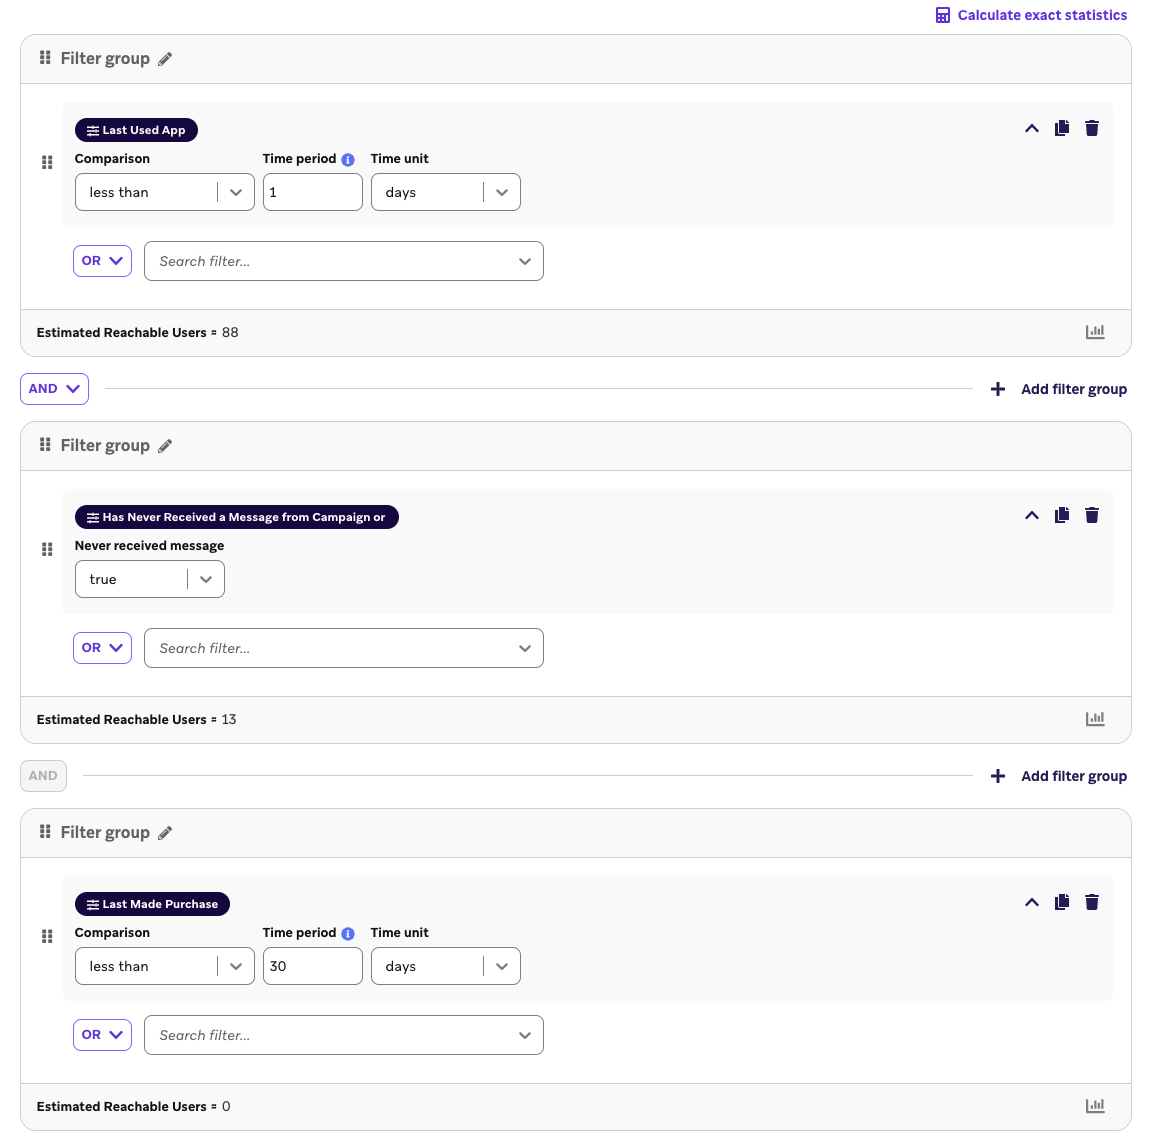 Calculate exact statistics
Filter group
Last Used App
Comparison Time period Time unit
less than 1 days
OR Search filter...
Estimated Reachable Users ≈ 88
AND Add filter group
Filter group
Has Never Received a Message from Campaign or
Never received message
true
OR Search filter...
Estimated Reachable Users ≈ 13
AND Add filter group
Filter group
Last Made Purchase
Comparison Time period Time unit
less than 30 days
OR Search filter...
Estimated Reachable Users ≈ 0